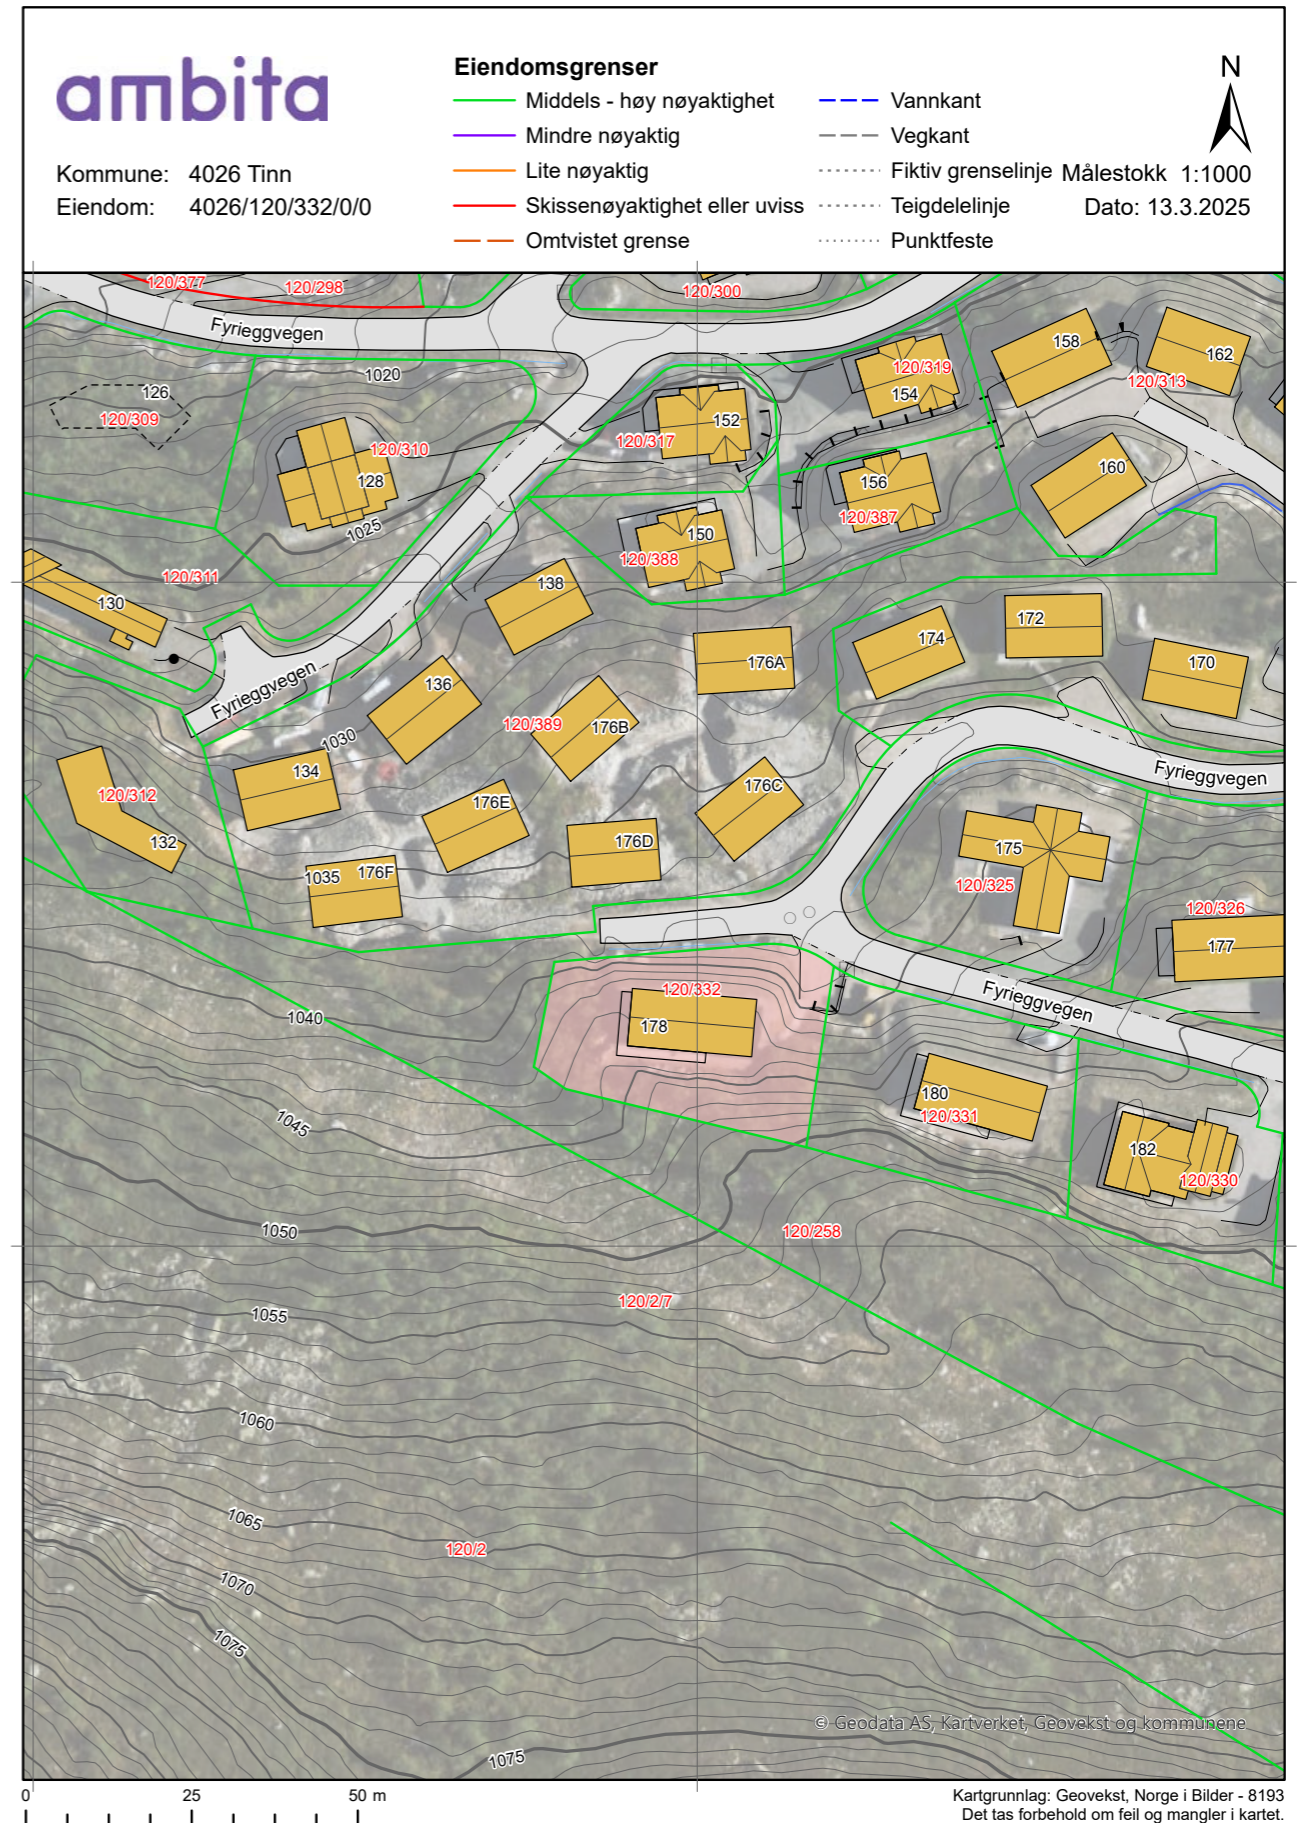 ambita
Kommune: 4026 Tinn
Eiendom: 4026/120/332/0/0
Eiendomsgrenser
Middels - høy nøyaktighet
Mindre nøyaktig
Lite nøyaktig
Skissenøyaktighet eller uviss
Omtvistet grense
Vannkant
Vegkant
Fiktiv grenselinje
Teigdelelinje
Punktfeste
N
Målestokk 1:1000
Dato: 13.3.2025
120/377
120/298
120/300
Fyrieggvegen
158
162
120/319
120/313
1020
126
154
120/309
152
120/317
120/310
160
128
156
120/387
1025
150
120/388
120/311
138
130
172
174
176A
170
Fyrieggvegen
136
120/389
176B
1030
134
Fyrieggvegen
176C
120/312
176E
132
176D
175
1035
176F
120/325
120/326
177
120/332
Fyrieggvegen
178
1040
180
120/331
1045
182
120/330
1050
120/258
120/2/7
1055
1060
1065
120/2
1070
1075
© Geodata AS, Kartverket, Geovekst og kommunene
1075
0 25 50 m
Kartgrunnlag: Geovekst, Norge i Bilder - 8193
Det tas forbehold om feil og mangler i kartet.